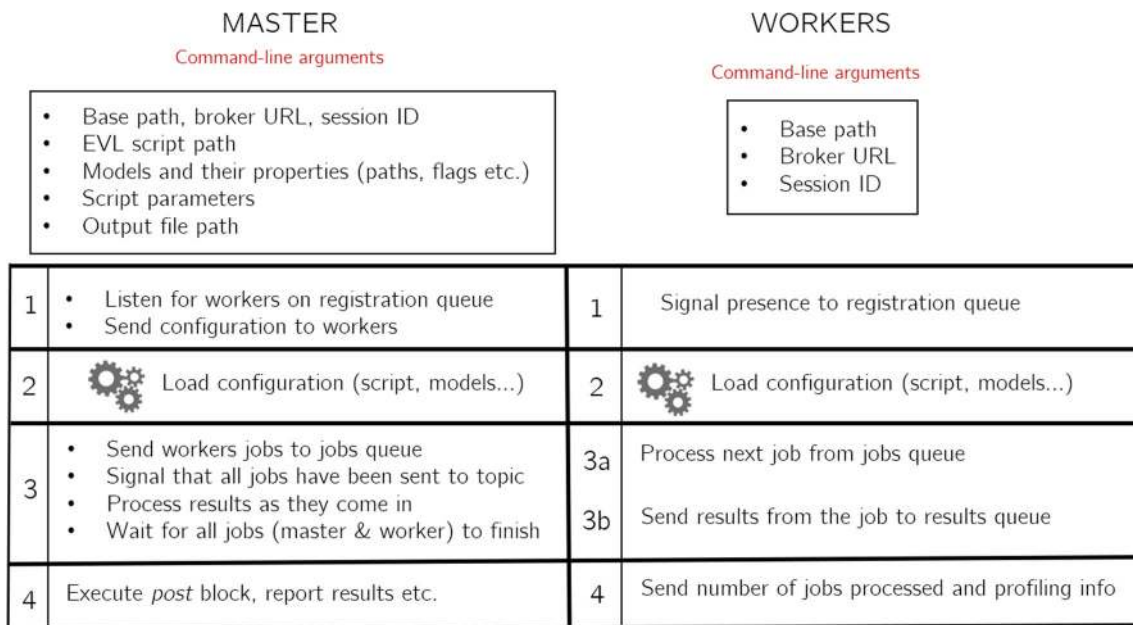 MASTER
Command-line arguments
• Base path, broker URL, session ID
• EVL script path
• Models and their properties (paths, flags etc.)
• Script parameters
• Output file path
WORKERS
Command-line arguments
• Base path
• Broker URL
• Session ID
1
• Listen for workers on registration queue
• Send configuration to workers
1
Signal presence to registration queue
2
Load configuration (script, models...)
2
Load configuration (script, models...)
3
• Send workers jobs to jobs queue
• Signal that all jobs have been sent to topic
• Process results as they come in
• Wait for all jobs (master & worker) to finish
3a
Process next job from jobs queue
3b
Send results from the job to results queue
4
Execute post block, report results etc.
4
Send number of jobs processed and profiling info